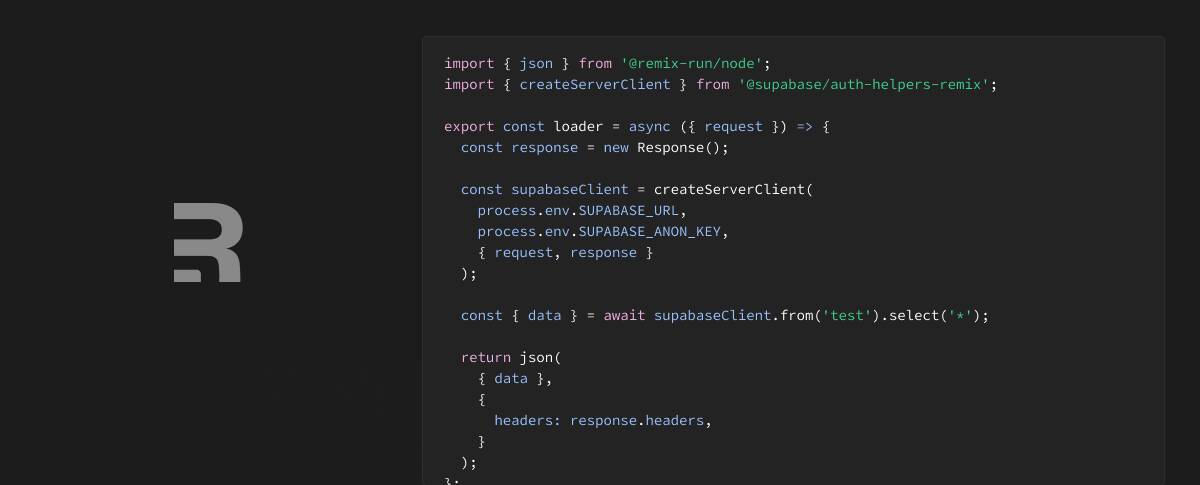 import { json } from '@remix-run/node';
import { createServerClient } from '@supabase/auth-helpers-remix';

export const loader = async ({ request }) => {
  const response = new Response();

  const supabaseClient = createServerClient(
    process.env.SUPABASE_URL,
    process.env.SUPABASE_ANON_KEY,
    { request, response }
  );

  const { data } = await supabaseClient.from('test').select('*');

  return json(
    { data },
    {
      headers: response.headers,
    }
  );
};